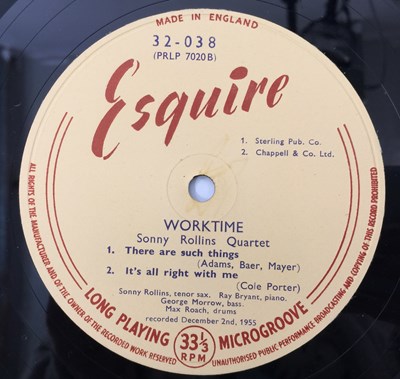 MADE IN ENGLAND
32-038
(PRLP 7020B)
Esquire
1. Sterling Pub. Co.
2. Chappell & Co. Ltd.
WORKTIME
Sonny Rollins Quartet
1. There are such things
(Adams, Baer, Mayer)
2. It's all right with me
(Cole Porter)
Sonny Rollins, tenor sax. Ray Bryant, piano.
George Morrow, bass.
Max Roach, drums
recorded December 2nd, 1955
LONG PLAYING 33⅓ RPM MICROGROOVE
ALL RIGHTS OF THE MANUFACTURER AND OF THE OWNER OF THE RECORDED WORK RESERVED
UNAUTHORISED PUBLIC PERFORMANCE BROADCASTING AND COPYING OF THIS RECORD PROHIBITED